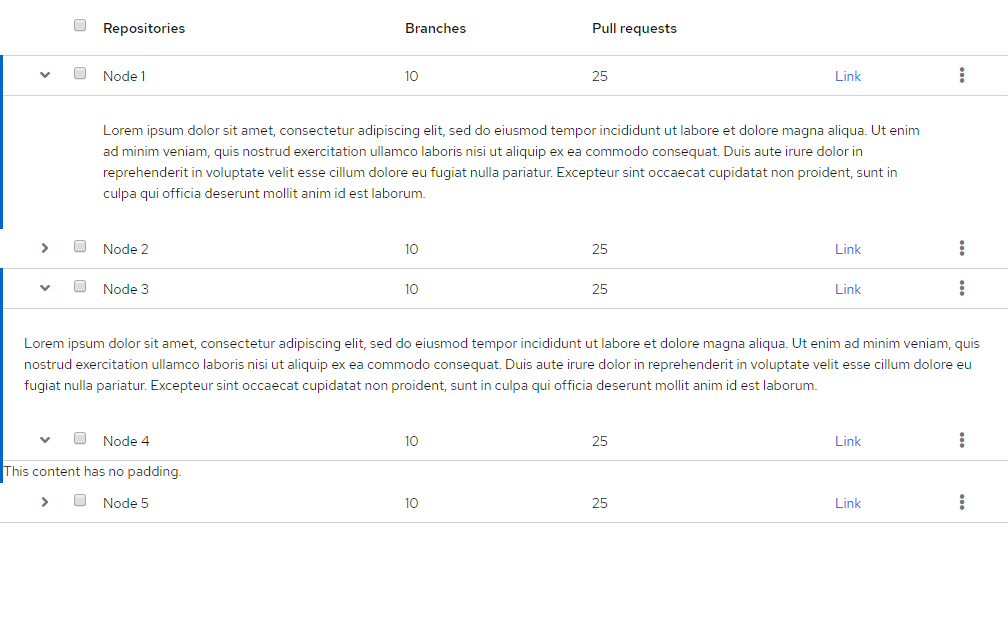 Repositories Branches Pull requests
Node 1 10 25 Link
Lorem ipsum dolor sit amet, consectetur adipiscing elit, sed do eiusmod tempor incididunt ut labore et dolore magna aliqua. Ut enim
ad minim veniam, quis nostrud exercitation ullamco laboris nisi ut aliquip ex ea commodo consequat. Duis aute irure dolor in
reprehenderit in voluptate velit esse cillum dolore eu fugiat nulla pariatur. Excepteur sint occaecat cupidatat non proident, sunt in
culpa qui officia deserunt mollit anim id est laborum.
Node 2 10 25 Link
Node 3 10 25 Link
Lorem ipsum dolor sit amet, consectetur adipiscing elit, sed do eiusmod tempor incididunt ut labore et dolore magna aliqua. Ut enim ad minim veniam, quis
nostrud exercitation ullamco laboris nisi ut aliquip ex ea commodo consequat. Duis aute irure dolor in reprehenderit in voluptate velit esse cillum dolore eu
fugiat nulla pariatur. Excepteur sint occaecat cupidatat non proident, sunt in culpa qui officia deserunt mollit anim id est laborum.
Node 4 10 25 Link
This content has no padding.
Node 5 10 25 Link